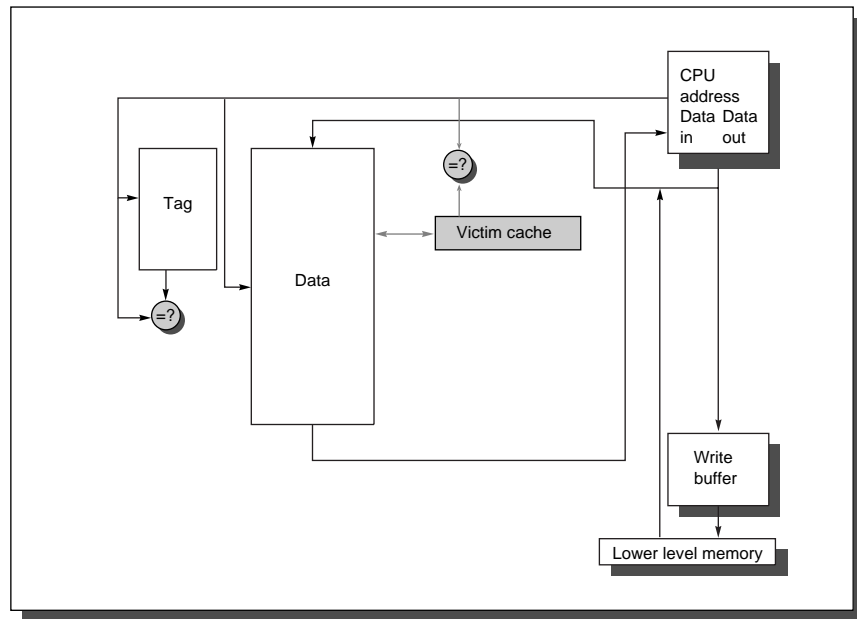 CPU
address
Data Data
in out
=?
Tag
Victim cache
Data
=?
Write
buffer
Lower level memory